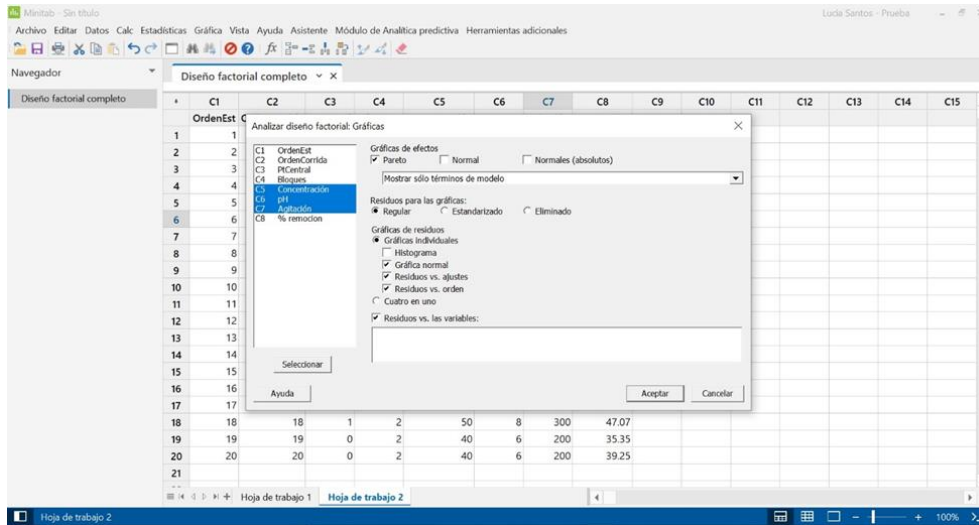 Minitab - Sin título
Lucia Santos - Prueba
Archivo Editar Datos Calc Estadísticas Gráfica Vista Ayuda Asistente Módulo de Analítica predictiva Herramientas adicionales
Navegador
Diseño factorial completo
Diseño factorial completo
C1 C2 C3 C4 C5 C6 C7 C8 C9 C10 C11 C12 C13 C14 C15
OrdenEst
Analizar diseño factorial: Gráficas
C1 OrdenEst
C2 OrdenCorrida
C3 PtCentral
C4 Bloques
C5 Concentración
C6 pH
C7 Agitación
C8 % remocion
Seleccionar
Ayuda
Gráficas de efectos
Pareto Normal Normales (absolutos)
Mostrar sólo términos de modelo
Residuos para las gráficas:
Regular Estandarizado Eliminado
Gráficas de residuos
Gráficas individuales
Histograma
Gráfica normal
Residuos vs. ajustes
Residuos vs. orden
Cuatro en uno
Residuos vs. las variables:
Aceptar Cancelar
1 1
2 2
3 3
4 4
5 5
6 6
7 7
8 8
9 9
10 10
11 11
12 12
13 13
14 14
15 15
16 16
17 17
18 18 18 1 2 50 8 300 47.07
19 19 19 0 2 40 6 200 35.35
20 20 20 0 2 40 6 200 39.25
21
Hoja de trabajo 1 Hoja de trabajo 2
Hoja de trabajo 2
100%